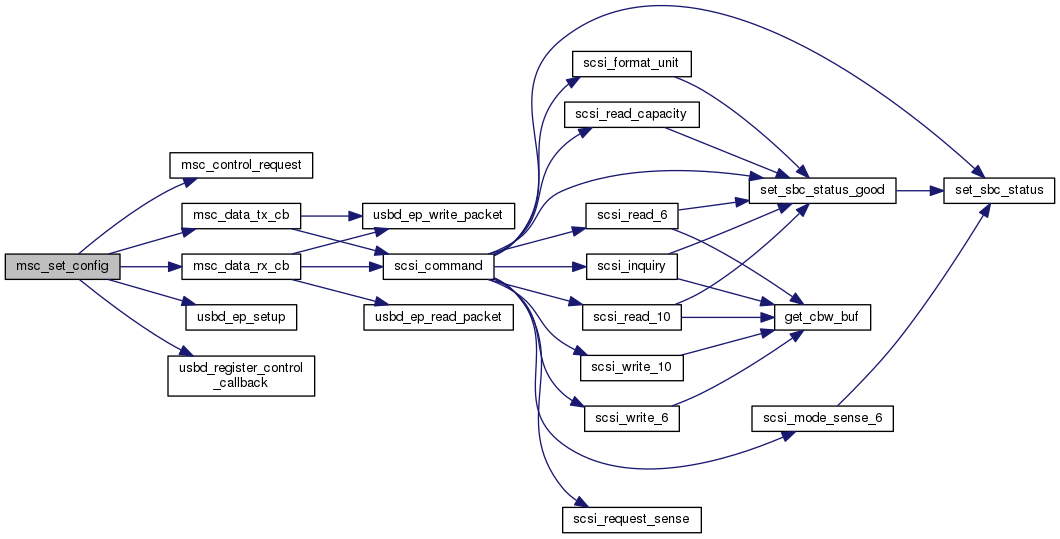 msc_set_config
msc_control_request
msc_data_tx_cb
msc_data_rx_cb
usbd_ep_setup
usbd_register_control
_callback
usbd_ep_write_packet
scsi_command
usbd_ep_read_packet
scsi_format_unit
scsi_read_capacity
scsi_read_6
scsi_inquiry
scsi_read_10
scsi_write_10
scsi_write_6
scsi_request_sense
set_sbc_status_good
get_cbw_buf
scsi_mode_sense_6
set_sbc_status